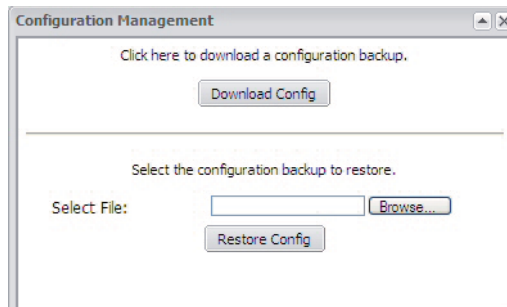 Configuration Management
Click here to download a configuration backup.
Download Config
Select the configuration backup to restore.
Select File:
Browse...
Restore Config